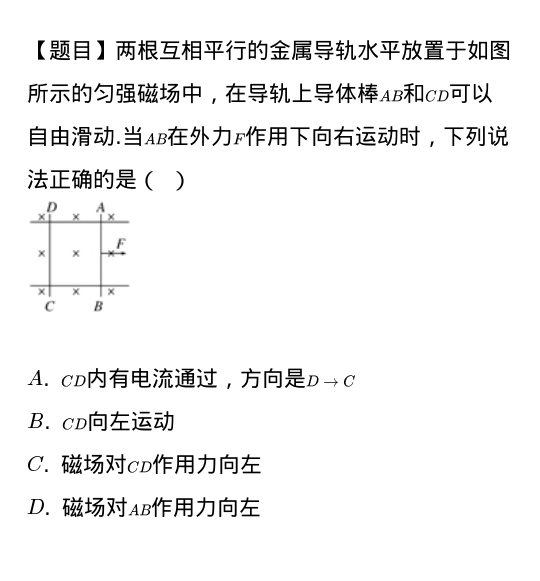 【题目】两根互相平行的金属导轨水平放置于如图
所示的匀强磁场中，在导轨上导体棒AB和CD可以
自由滑动.当AB在外力F作用下向右运动时，下列说
法正确的是（　）
D A
× × ×
F
× × ×
× × ×
C B
A. CD内有电流通过，方向是D→C
B. CD向左运动
C. 磁场对CD作用力向左
D. 磁场对AB作用力向左